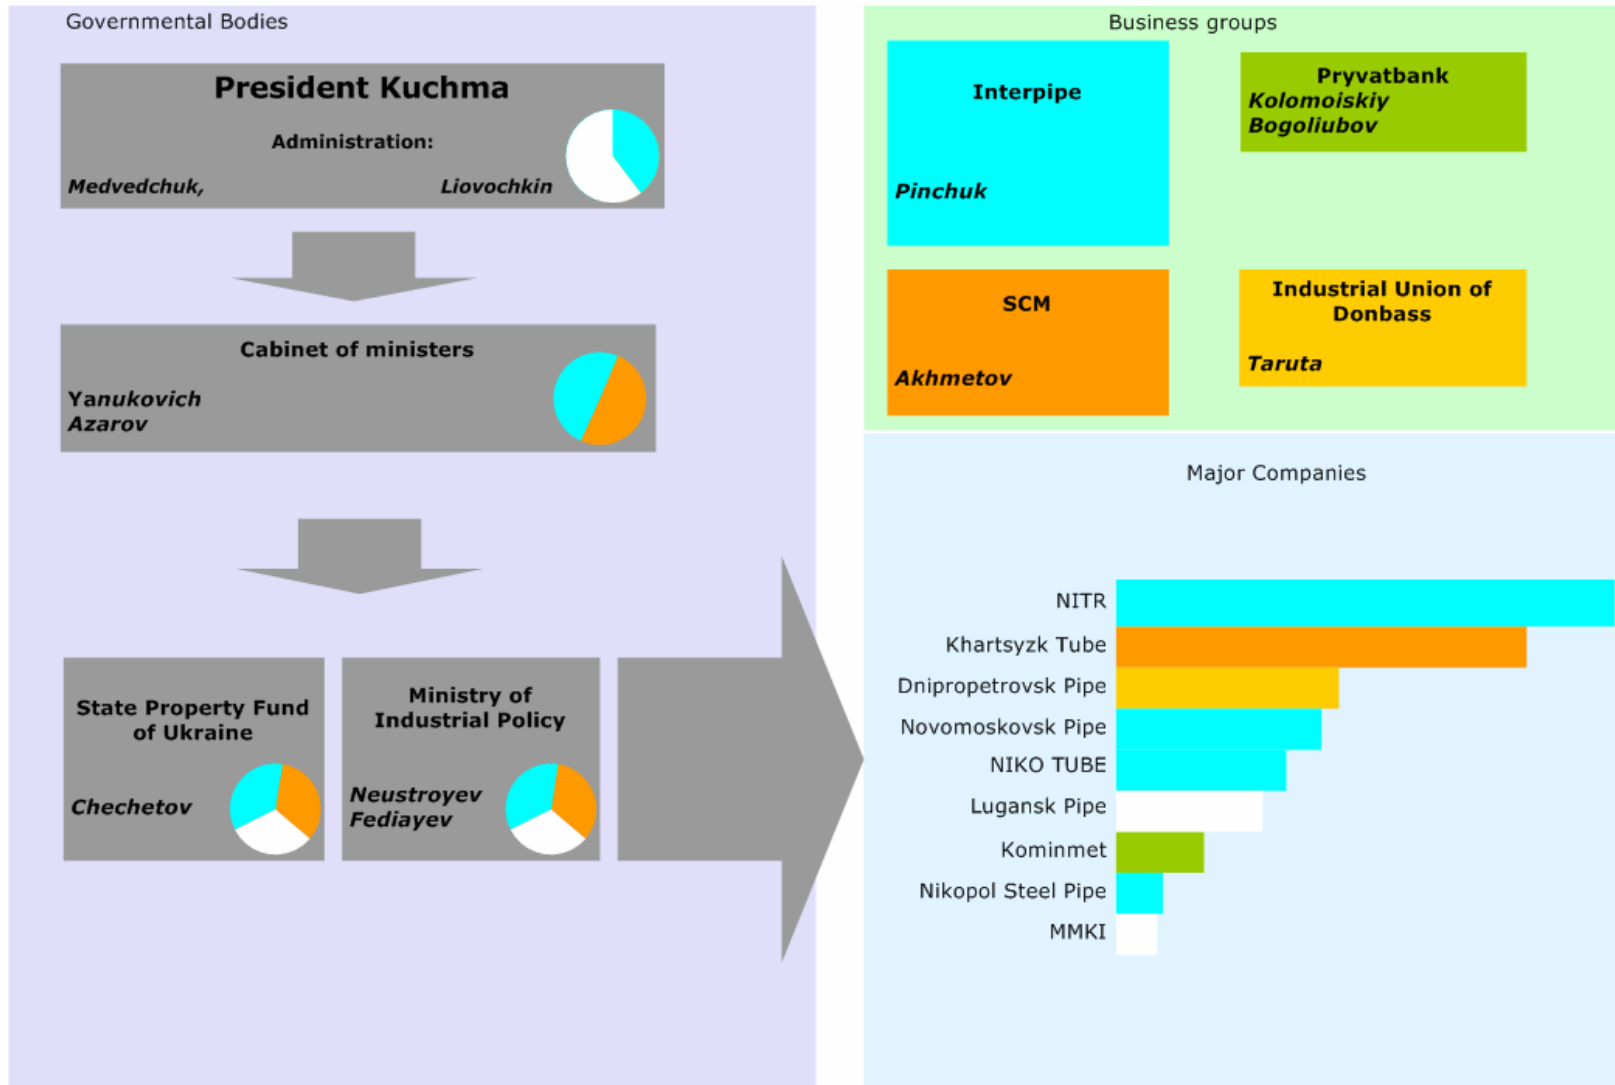 Governmental Bodies
President Kuchma
Administration:
Medvedchuk, Liovochkin
Cabinet of ministers
Yanukovich
Azarov
State Property Fund
of Ukraine
Chechetov
Ministry of
Industrial Policy
Neustroyev
Fediayev
Business groups
Interpipe
Pinchuk
Pryvatbank
Kolomoiskiy
Bogoliubov
SCM
Akhmetov
Industrial Union of
Donbass
Taruta
Major Companies
NITR
Khartsyzk Tube
Dnipropetrovsk Pipe
Novomoskovsk Pipe
NIKO TUBE
Lugansk Pipe
Kominmet
Nikopol Steel Pipe
MMKI